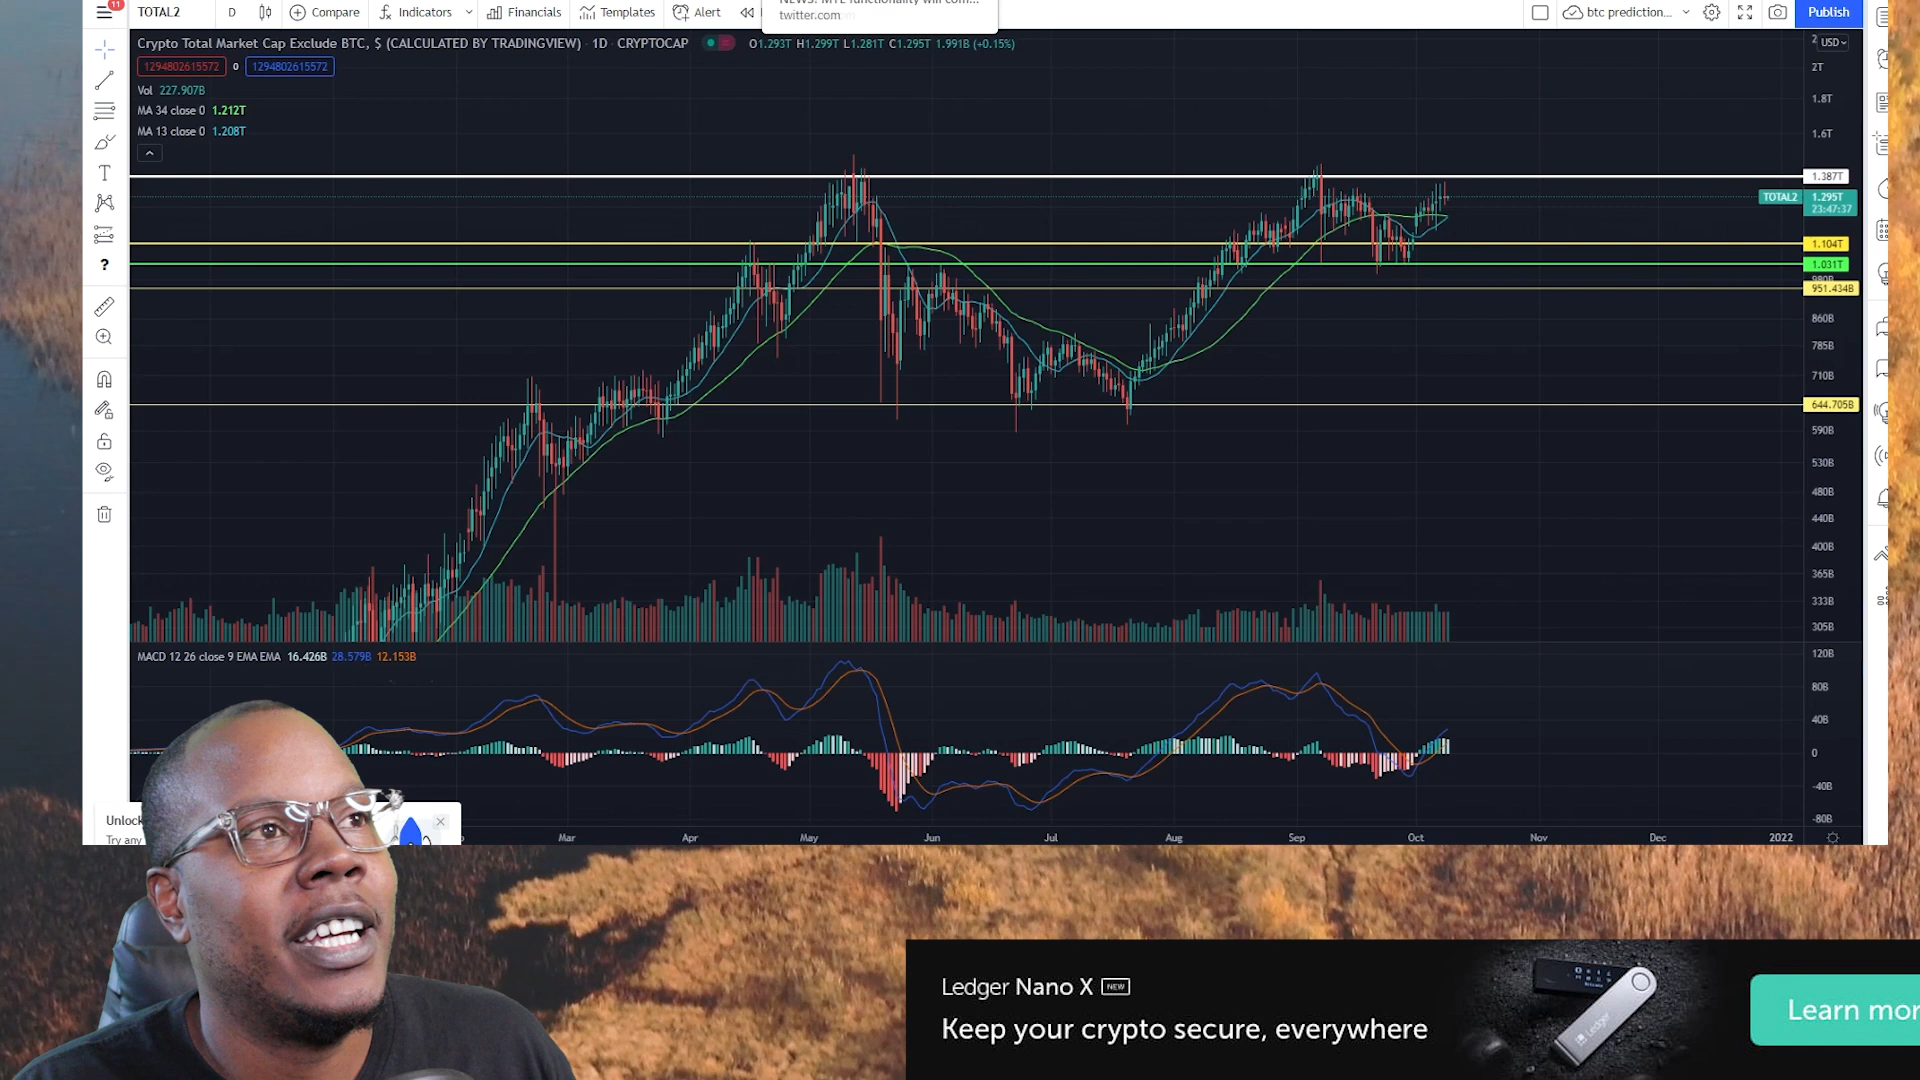 11
TOTAL2 D Compare Indicators Financials Templates Alert
twitter.com
btc prediction... Publish
Crypto Total Market Cap Exclude BTC, $ (CALCULATED BY TRADINGVIEW) · 1D · CRYPTOCAP O1.293T H1.299T L1.281T C1.295T 1.991B (+0.15%)
1294802615572 0 1294802615572
Vol 227.907B
MA 34 close 0 1.212T
MA 13 close 0 1.208T
USD
2T
1.8T
1.6T
1.387T
TOTAL2 1.295T
23:47:37
1.104T
1.031T
951.434B
860B
785B
710B
644.705B
590B
530B
480B
440B
400B
365B
333B
305B
MACD 12 26 close 9 EMA EMA 16.426B 28.579B 12.153B
120B
80B
40B
0
-40B
-80B
Unlock
Try any
Mar Apr May Jun Jul Aug Sep Oct Nov Dec 2022
Ledger Nano X NEW
Keep your crypto secure, everywhere
Ledger
Learn mor